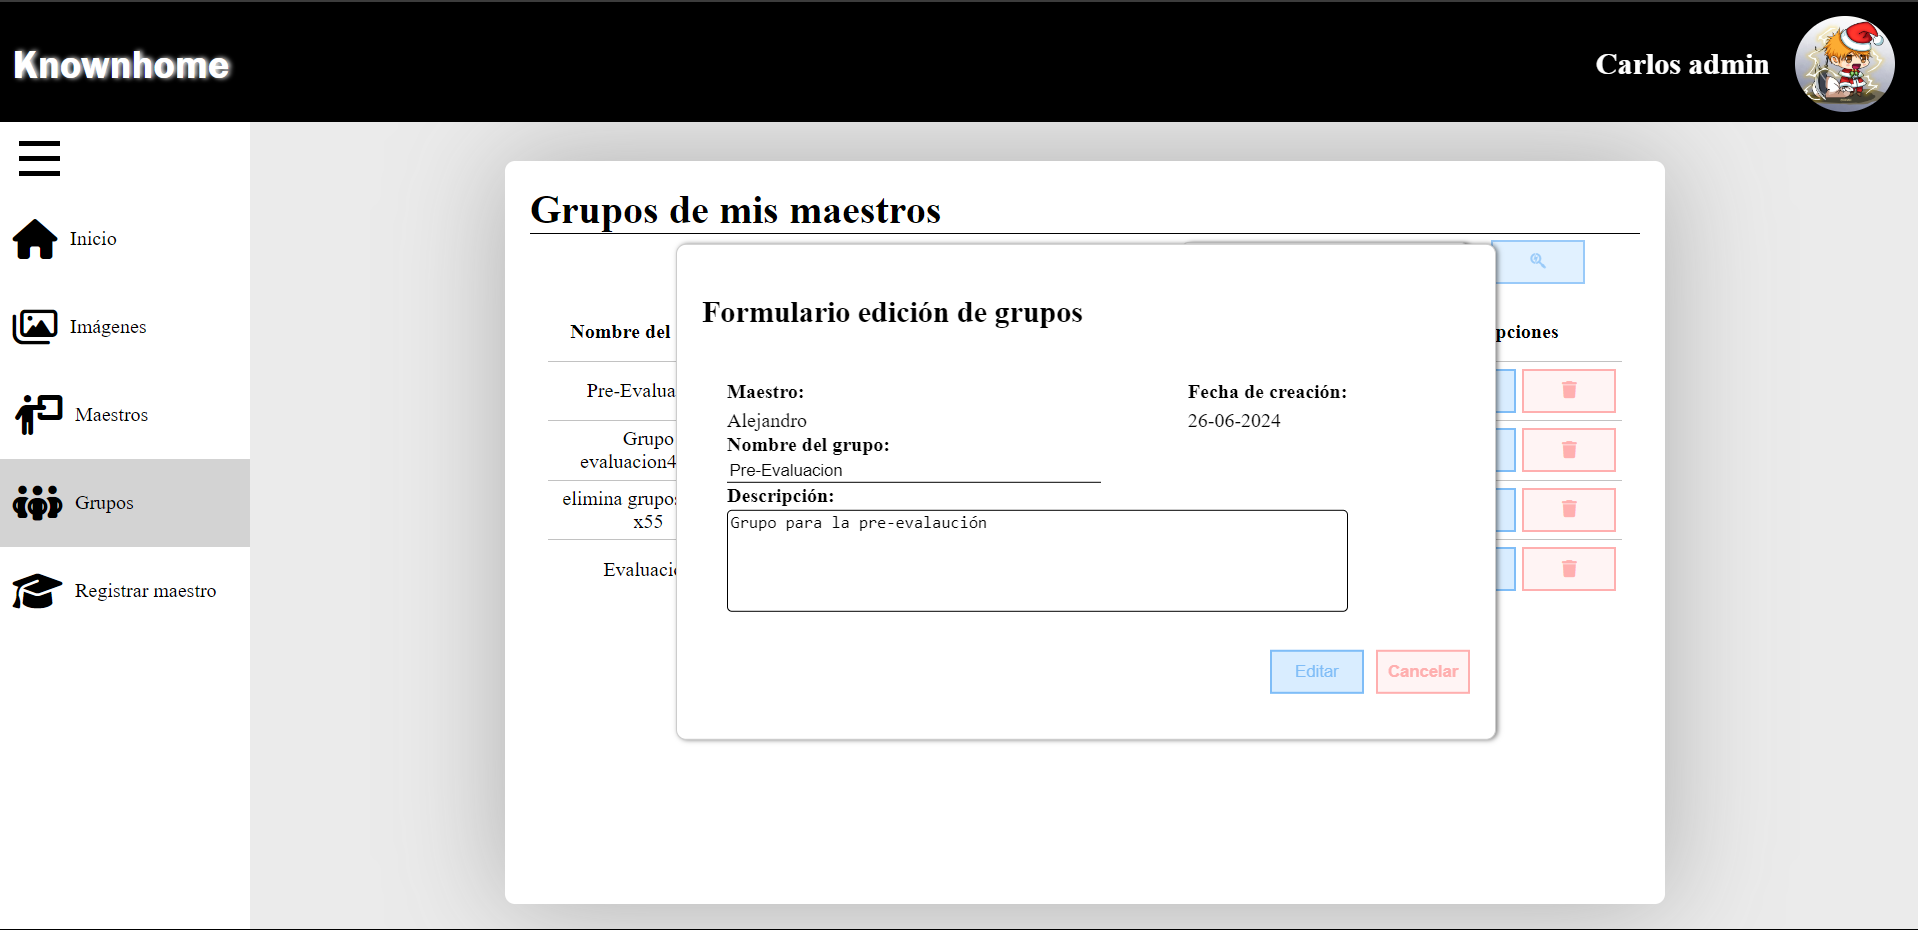 Knownhome
Carlos admin
Inicio
Imágenes
Maestros
Grupos
Registrar maestro
Grupos de mis maestros
Nombre del
pciones
Pre-Evalua
Grupo
evaluacion4
elimina grupos
x55
Evaluaci
Formulario edición de grupos
Maestro:
Fecha de creación:
Alejandro
26-06-2024
Nombre del grupo:
Pre-Evaluacion
Descripción:
Grupo para la pre-evalaución
Editar
Cancelar